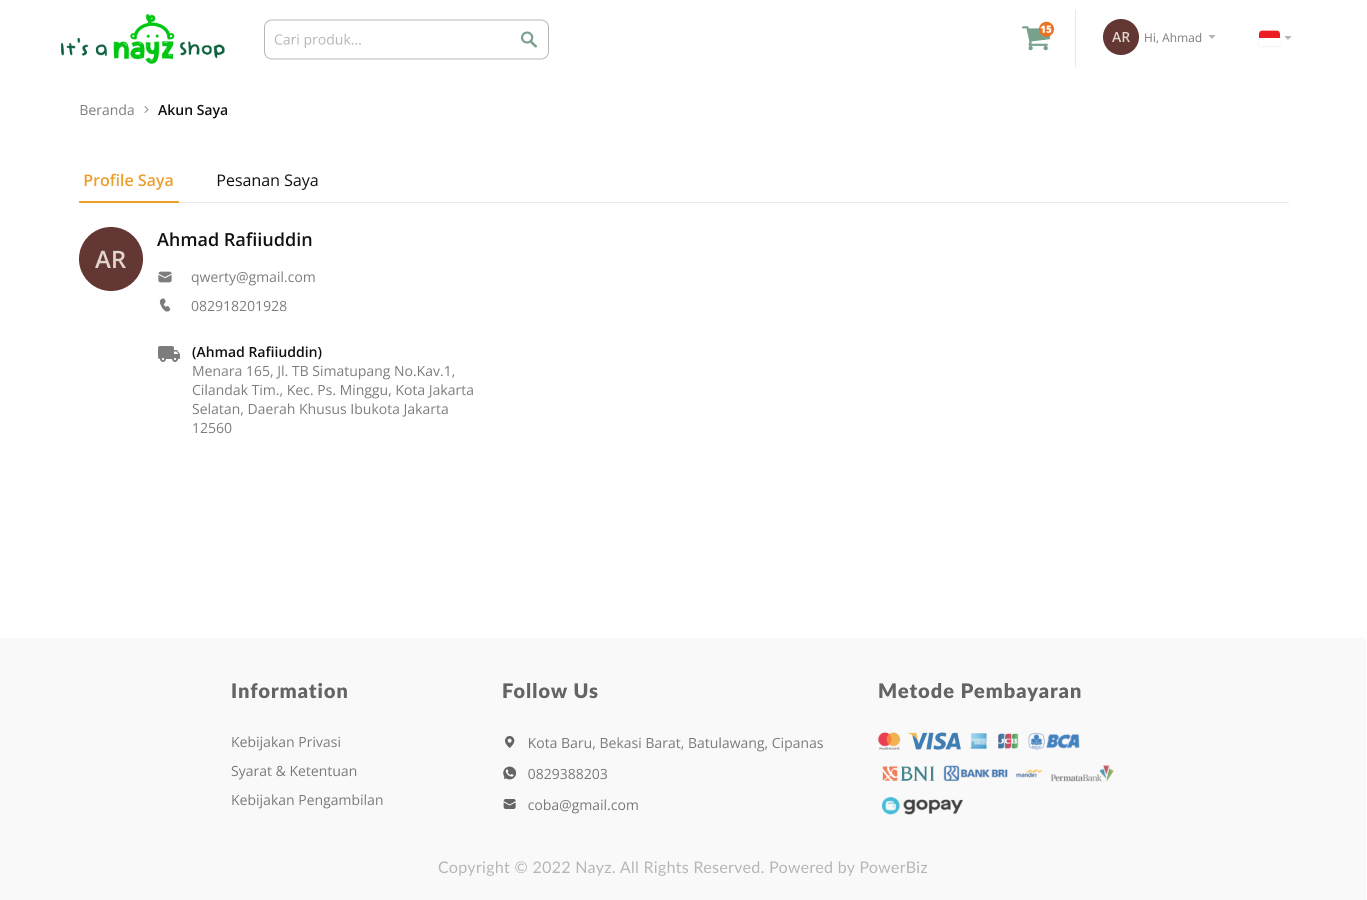 It's a nayz shop
Cari produk...
15
AR
Hi, Ahmad
Beranda > Akun Saya
Profile Saya
Pesanan Saya
AR
Ahmad Rafiiuddin
qwerty@gmail.com
082918201928
(Ahmad Rafiiuddin)
Menara 165, Jl. TB Simatupang No.Kav.1,
Cilandak Tim., Kec. Ps. Minggu, Kota Jakarta
Selatan, Daerah Khusus Ibukota Jakarta
12560
Information
Kebijakan Privasi
Syarat & Ketentuan
Kebijakan Pengambilan
Follow Us
Kota Baru, Bekasi Barat, Batulawang, Cipanas
0829388203
coba@gmail.com
Metode Pembayaran
mastercard VISA JCB BCA
BNI BANK BRI mandiri PermataBank
gopay
Copyright © 2022 Nayz. All Rights Reserved. Powered by PowerBiz